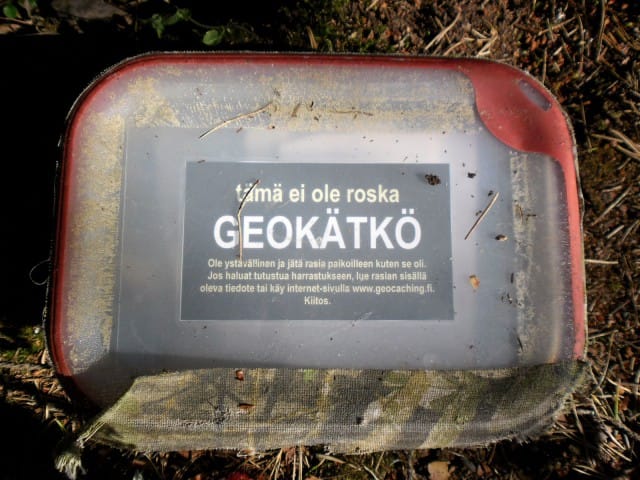 tämä ei ole roska
GEOKÄTKÖ
Ole ystävällinen ja jätä rasia paikoilleen kuten se oli.
Jos haluat tutustua harrastukseen, lue rasian sisällä
oleva tiedote tai käy internet-sivulla www.geocaching.fi.
Kiitos.